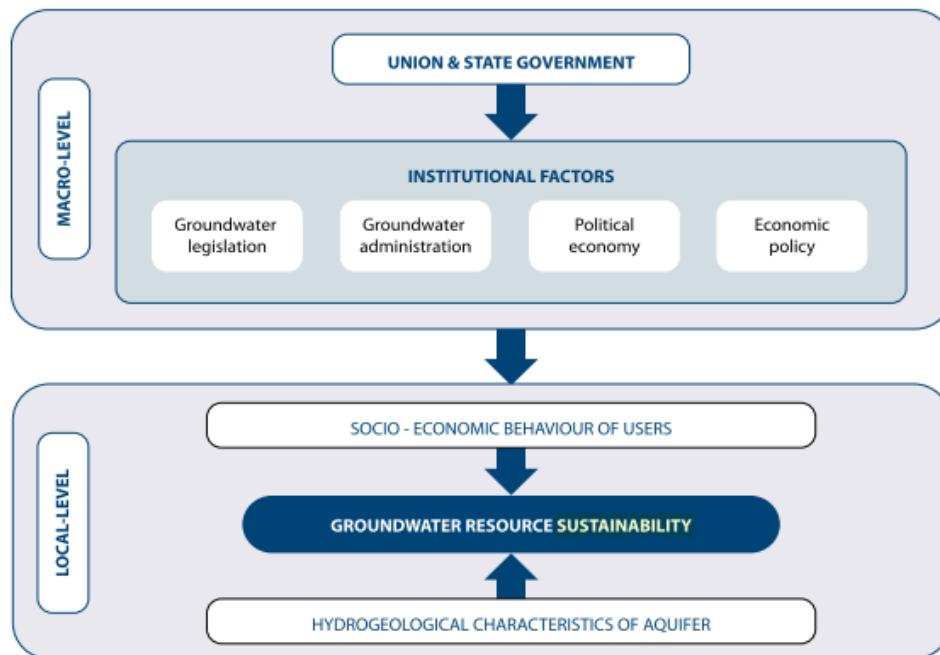 MACRO-LEVEL
UNION & STATE GOVERNMENT
INSTITUTIONAL FACTORS
Groundwater
legislation
Groundwater
administration
Political
economy
Economic
policy
LOCAL-LEVEL
SOCIO - ECONOMIC BEHAVIOUR OF USERS
GROUNDWATER RESOURCE SUSTAINABILITY
HYDROGEOLOGICAL CHARACTERISTICS OF AQUIFER